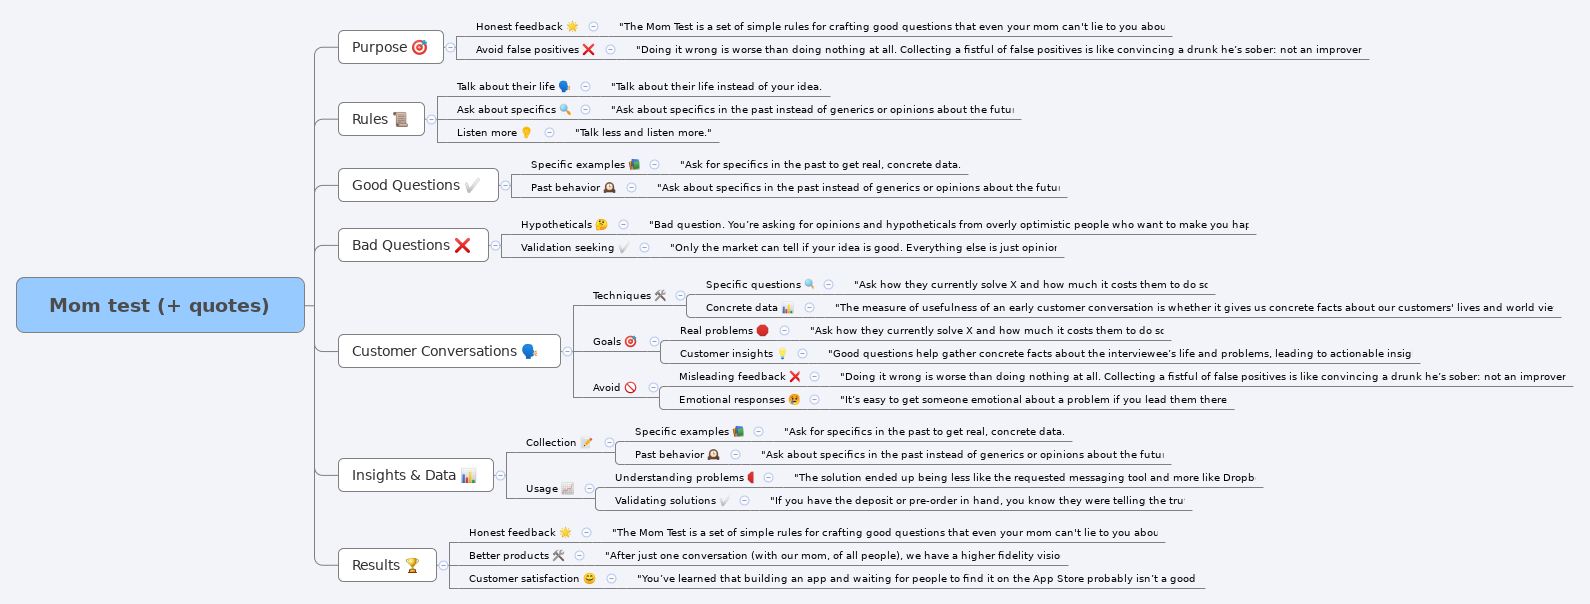 Mom test (+ quotes)
Purpose 🎯
Honest feedback 🌟
"The Mom Test is a set of simple rules for crafting good questions that even your mom can't lie to you abou
Avoid false positives ❌
"Doing it wrong is worse than doing nothing at all. Collecting a fistful of false positives is like convincing a drunk he’s sober: not an improver
Rules 📜
Talk about their life 🗣️
"Talk about their life instead of your idea.
Ask about specifics 🔍
"Ask about specifics in the past instead of generics or opinions about the futur
Listen more 👂
"Talk less and listen more."
Good Questions ✔️
Specific examples 📚
"Ask for specifics in the past to get real, concrete data.
Past behavior 🕰️
"Ask about specifics in the past instead of generics or opinions about the futur
Bad Questions ❌
Hypotheticals 🤔
"Bad question. You’re asking for opinions and hypotheticals from overly optimistic people who want to make you hap
Validation seeking ✔️
"Only the market can tell if your idea is good. Everything else is just opinior
Customer Conversations 🗣️
Techniques 🛠️
Specific questions 🔍
"Ask how they currently solve X and how much it costs them to do so
Concrete data 📊
"The measure of usefulness of an early customer conversation is whether it gives us concrete facts about our customers' lives and world vie
Goals 🎯
Real problems 🛑
"Ask how they currently solve X and how much it costs them to do so
Customer insights 💡
"Good questions help gather concrete facts about the interviewee’s life and problems, leading to actionable insig
Avoid 🚫
Misleading feedback ❌
"Doing it wrong is worse than doing nothing at all. Collecting a fistful of false positives is like convincing a drunk he’s sober: not an improver
Emotional responses 😢
"It’s easy to get someone emotional about a problem if you lead them there
Insights & Data 📊
Collection 📝
Specific examples 📚
"Ask for specifics in the past to get real, concrete data.
Past behavior 🕰️
"Ask about specifics in the past instead of generics or opinions about the futur
Usage 📈
Understanding problems 🛑
"The solution ended up being less like the requested messaging tool and more like Dropb
Validating solutions ✔️
"If you have the deposit or pre-order in hand, you know they were telling the tru
Results 🏆
Honest feedback 🌟
"The Mom Test is a set of simple rules for crafting good questions that even your mom can't lie to you abou
Better products 🛠️
"After just one conversation (with our mom, of all people), we have a higher fidelity visio
Customer satisfaction 😊
"You’ve learned that building an app and waiting for people to find it on the App Store probably isn’t a good